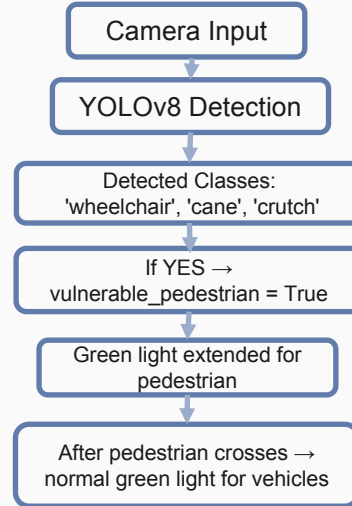 Camera Input
YOLOv8 Detection
Detected Classes:
'wheelchair', 'cane', 'crutch'
If YES →
vulnerable_pedestrian = True
Green light extended for
pedestrian
After pedestrian crosses →
normal green light for vehicles